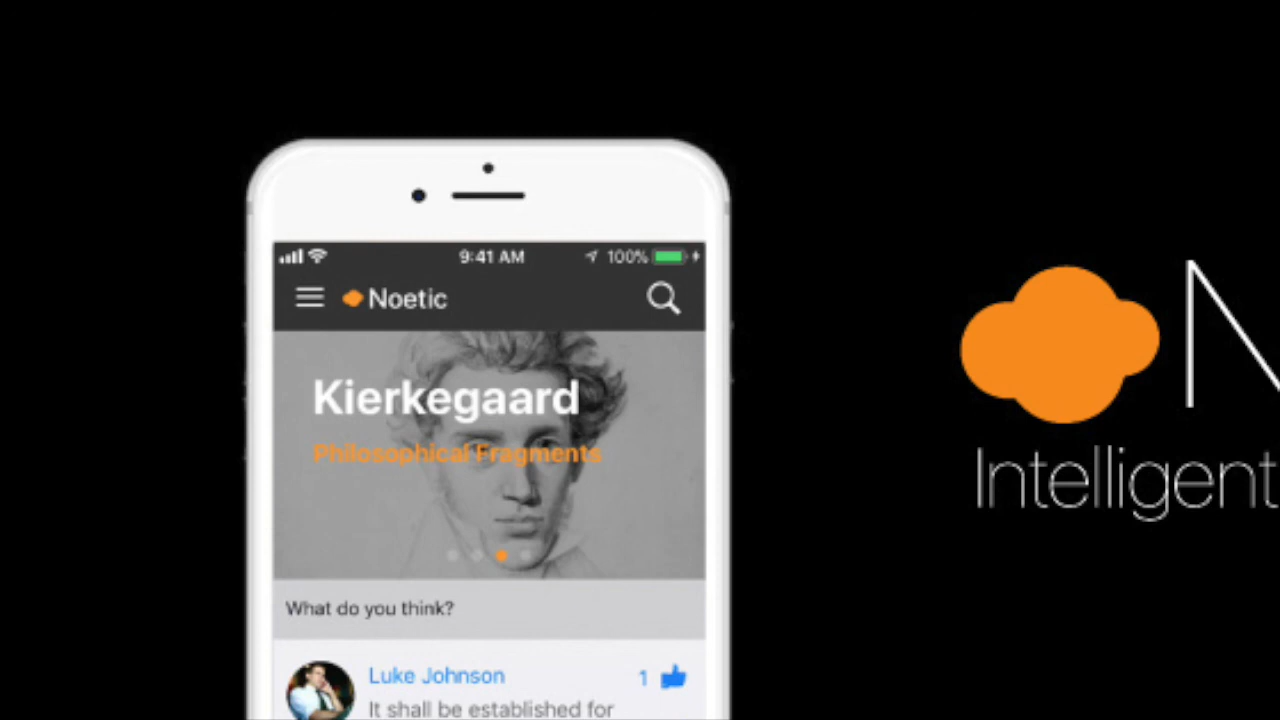 9:41 AM
100%
Noetic
Kierkegaard
Philosophical Fragments
What do you think?
Luke Johnson
1
It shall be established for
N
Intelligent